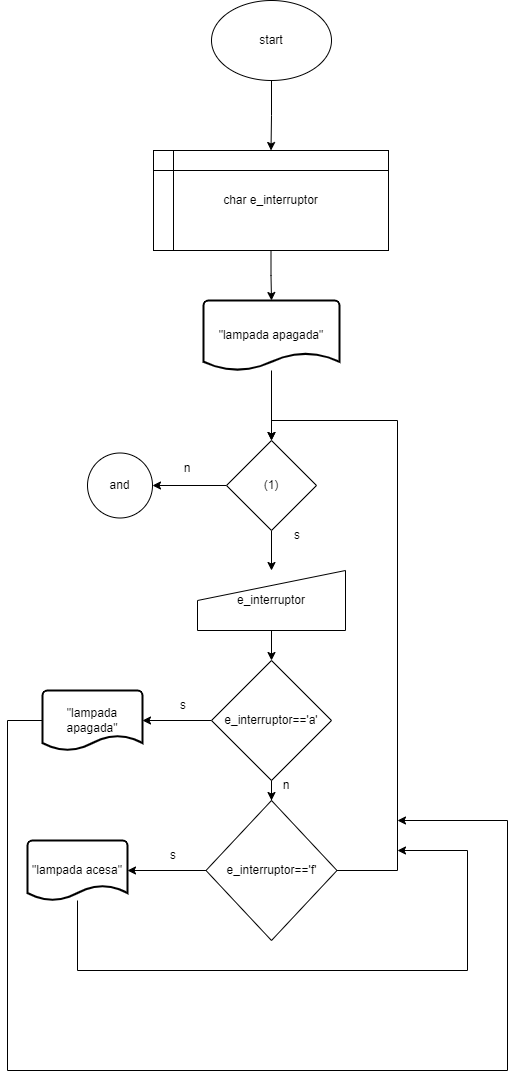 start
char e_interruptor
"lampada apagada"
(1)
n
and
s
e_interruptor
e_interruptor=='a'
s
"lampada
apagada"
n
e_interruptor=='f'
s
"lampada acesa"